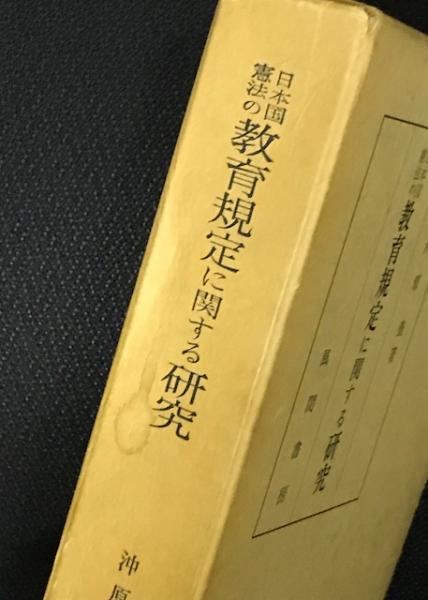 日本国
憲法の
教育規定に関する研究
沖原
教育規定に関する研究
風間書房